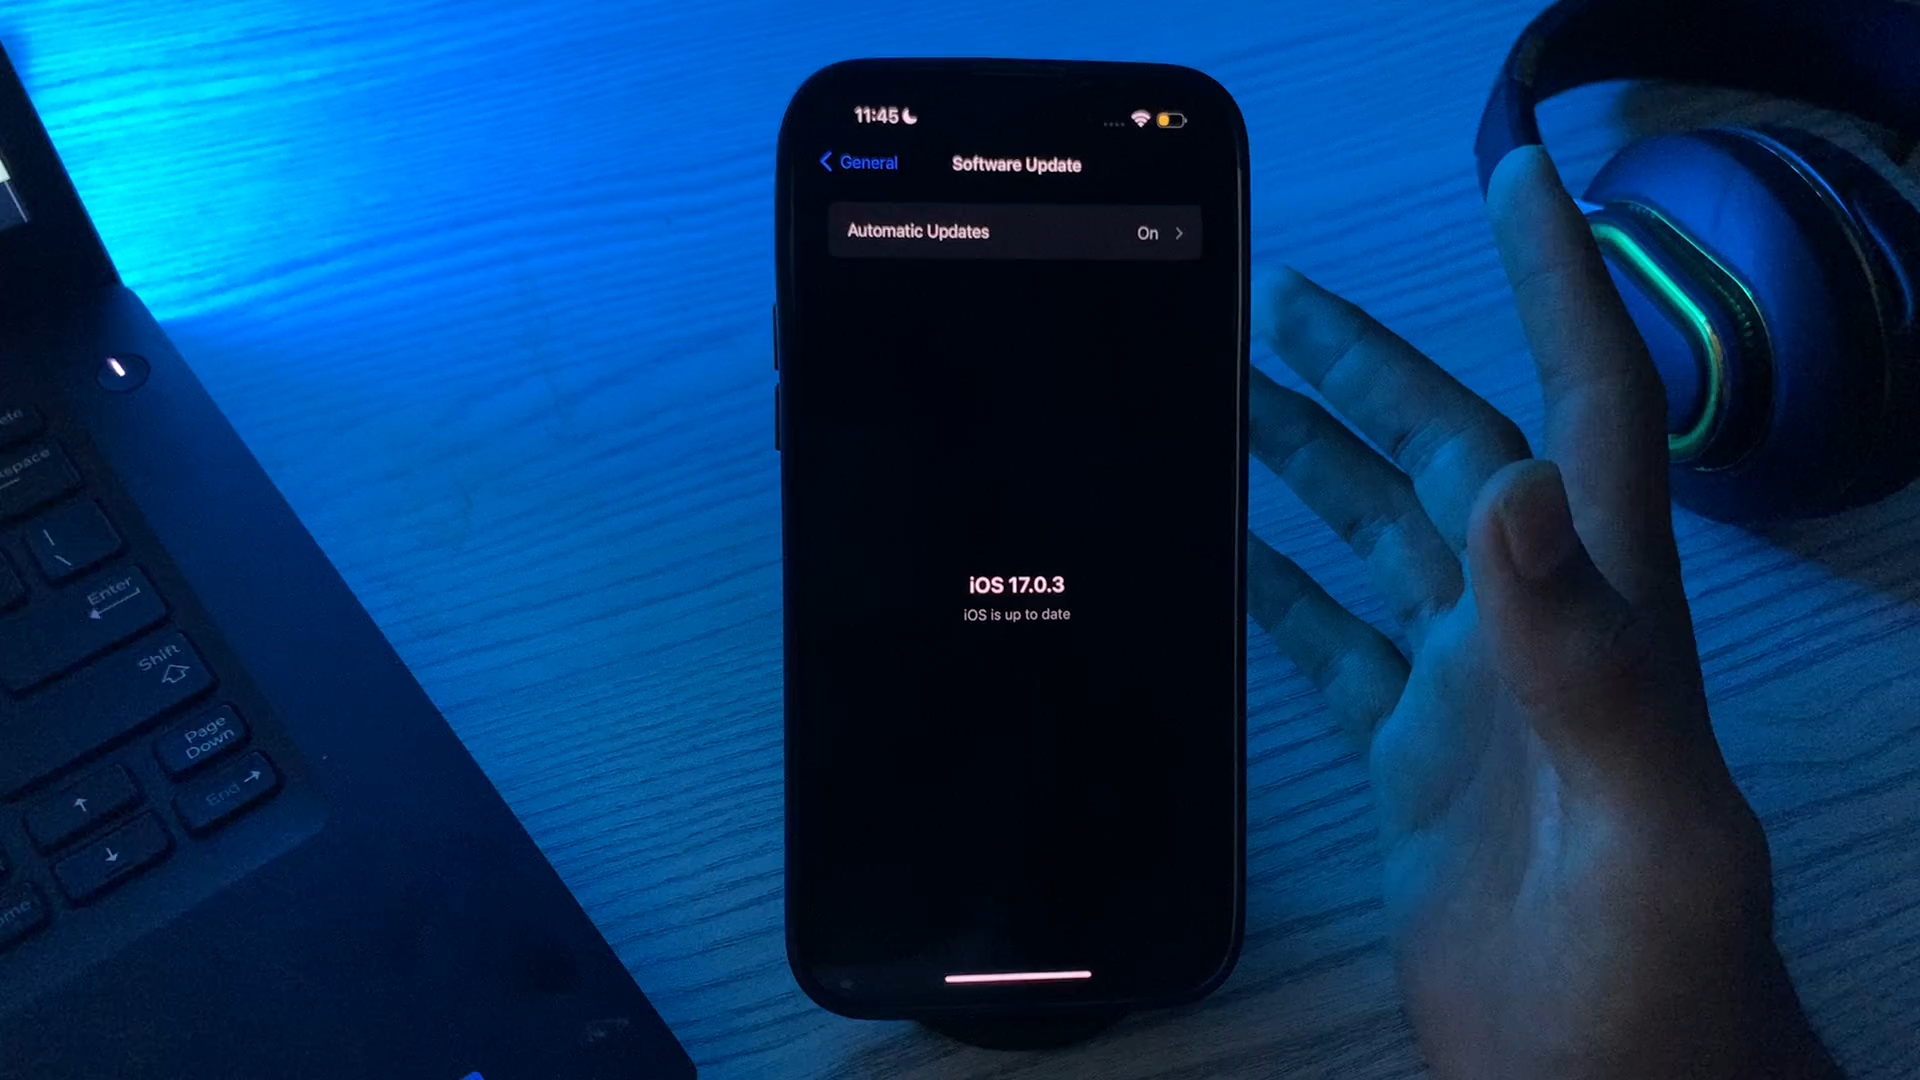 11:45
General
Software Update
Automatic Updates
On
iOS 17.0.3
iOS is up to date
Enter
Shift
Page
Down
End